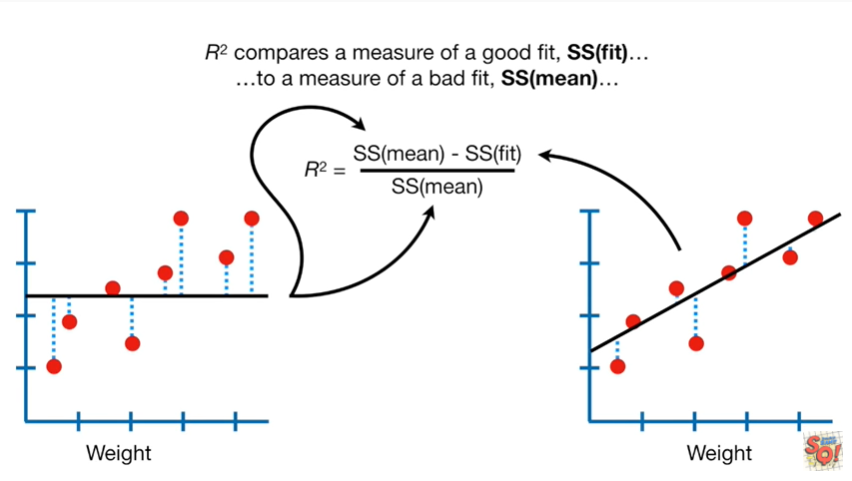 R² compares a measure of a good fit, SS(fit)…
…to a measure of a bad fit, SS(mean)…
SS(mean) - SS(fit)
R² =
SS(mean)
Weight
Weight
SQ!